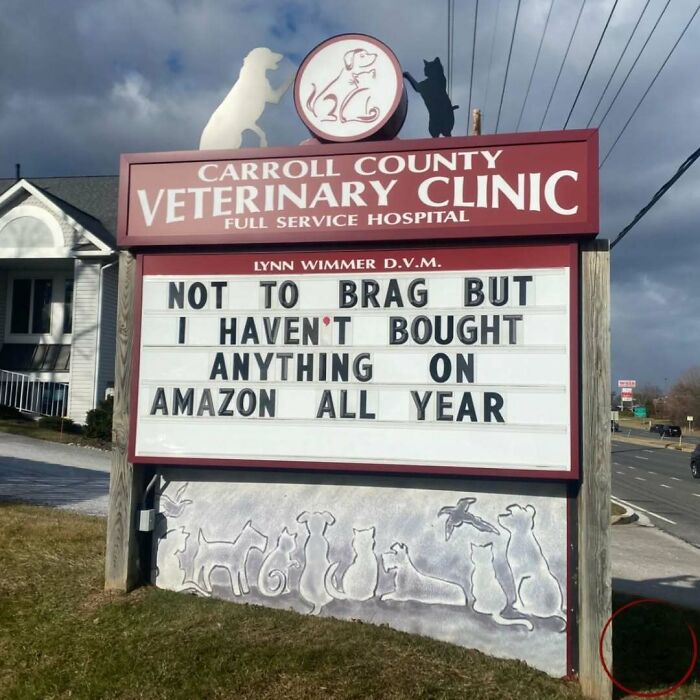 CARROLL COUNTY
VETERINARY CLINIC
FULL SERVICE HOSPITAL
LYNN WIMMER D.V.M.
NOT TO BRAG BUT
I HAVEN'T BOUGHT
ANYTHING ON
AMAZON ALL YEAR